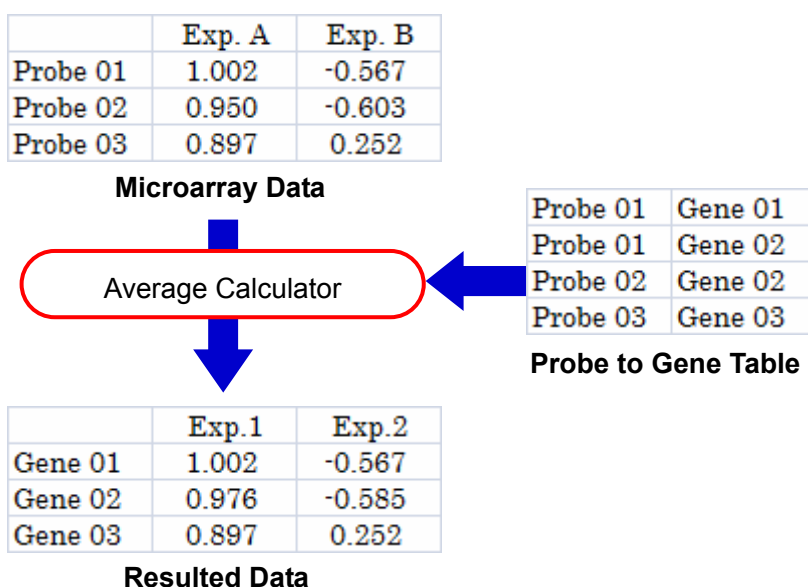 Exp. A Exp. B
Probe 01 1.002 -0.567
Probe 02 0.950 -0.603
Probe 03 0.897 0.252
Microarray Data
Probe 01 Gene 01
Probe 01 Gene 02
Probe 02 Gene 02
Probe 03 Gene 03
Probe to Gene Table
Average Calculator
Exp.1 Exp.2
Gene 01 1.002 -0.567
Gene 02 0.976 -0.585
Gene 03 0.897 0.252
Resulted Data